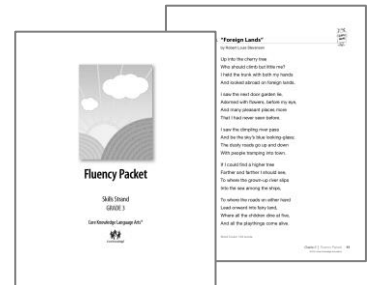 Fluency Packet
Skills Strand
GRADE 3
Core Knowledge Language Arts®
"Foreign Lands"
by Robert Louis Stevenson
Up into the cherry tree
Who should climb but little me?
I held the trunk with both my hands
And looked abroad on foreign lands.
I saw the next door garden lie,
Adorned with flowers, before my eye,
And many pleasant places more
That I had never seen before.
I saw the dimpling river pass
And be the sky's blue looking-glass;
The dusty roads go up and down
With people tramping into town.
If I could find a higher tree
Farther and farther I should see,
To where the grown-up river slips
Into the sea among the ships,
To where the roads on either hand
Lead onward into fairy land,
Where all the children dine at five,
And all the playthings come alive.